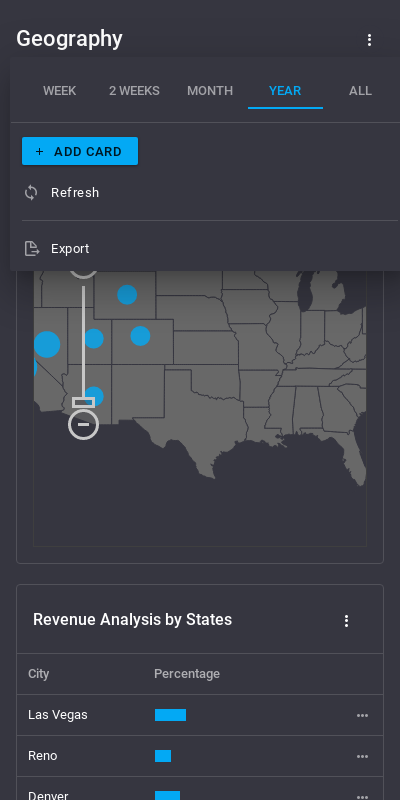 Geography
WEEK 2 WEEKS MONTH YEAR ALL
+ ADD CARD
Refresh
Export
Revenue Analysis by States
City Percentage
Las Vegas
Reno
Denver